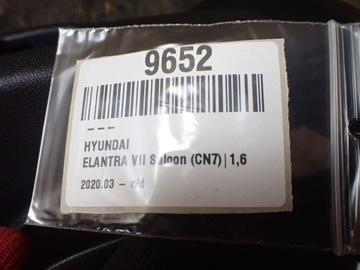 9652
– – –
HYUNDAI
ELANTRA VII Saloon (CN7) | 1,6
2020.03 – n/d